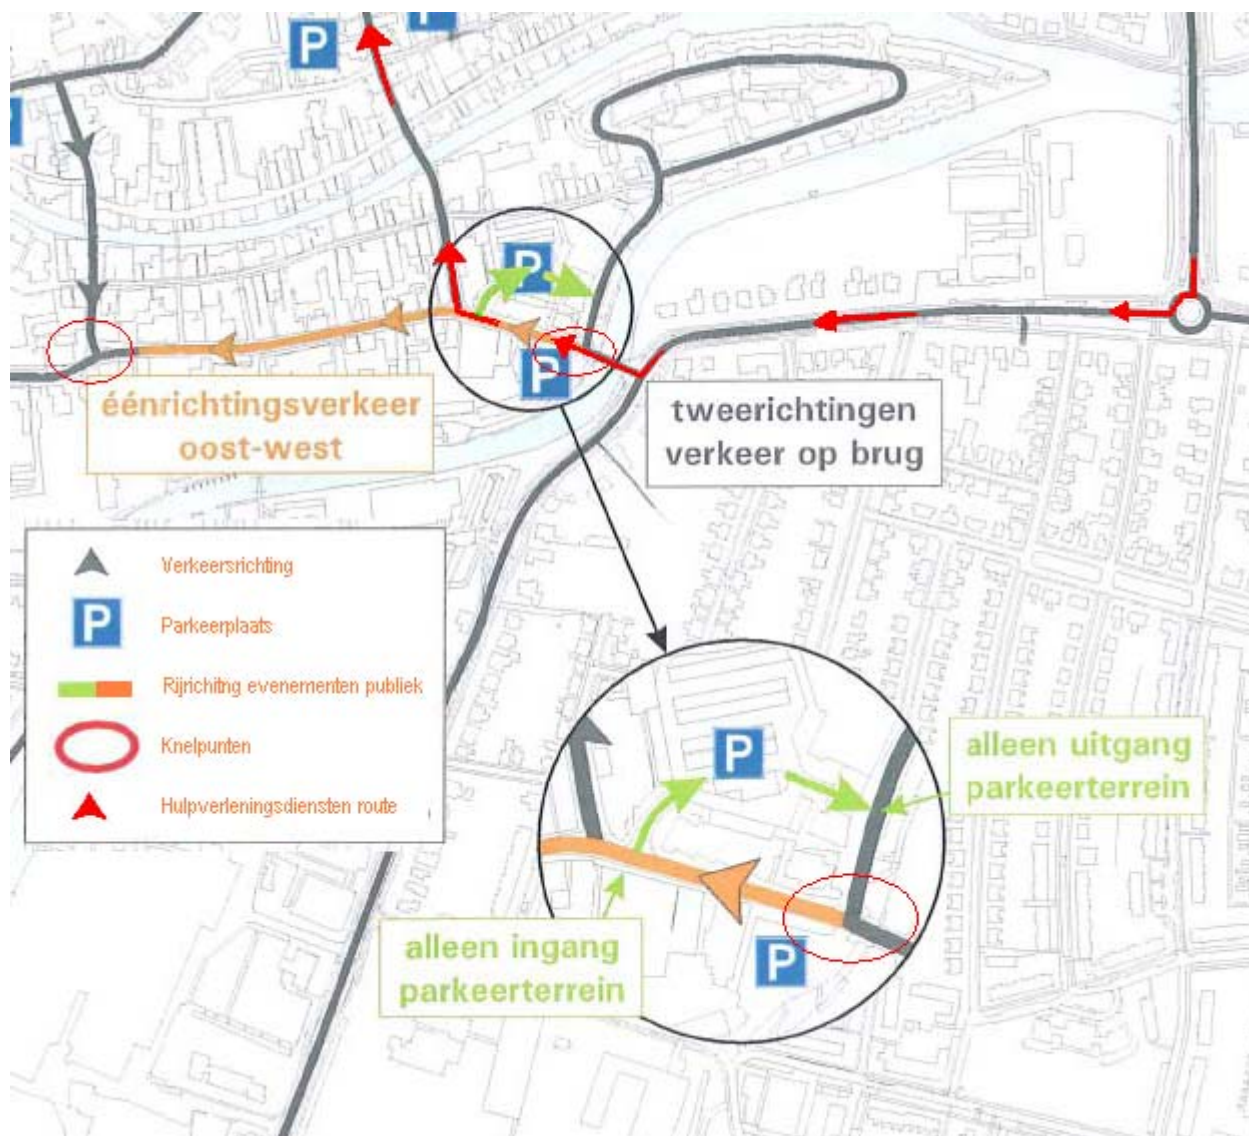 P
P
éénrichtingsverkeer
oost-west
P
tweerichtingen
verkeer op brug
Verkeersrichting
P
Parkeerplaats
Rijrichitng evenementen publiek
Knelpunten
Hulpverleningsdiensten route
P
alleen uitgang
parkeerterrein
alleen ingang
parkeerterrein
P